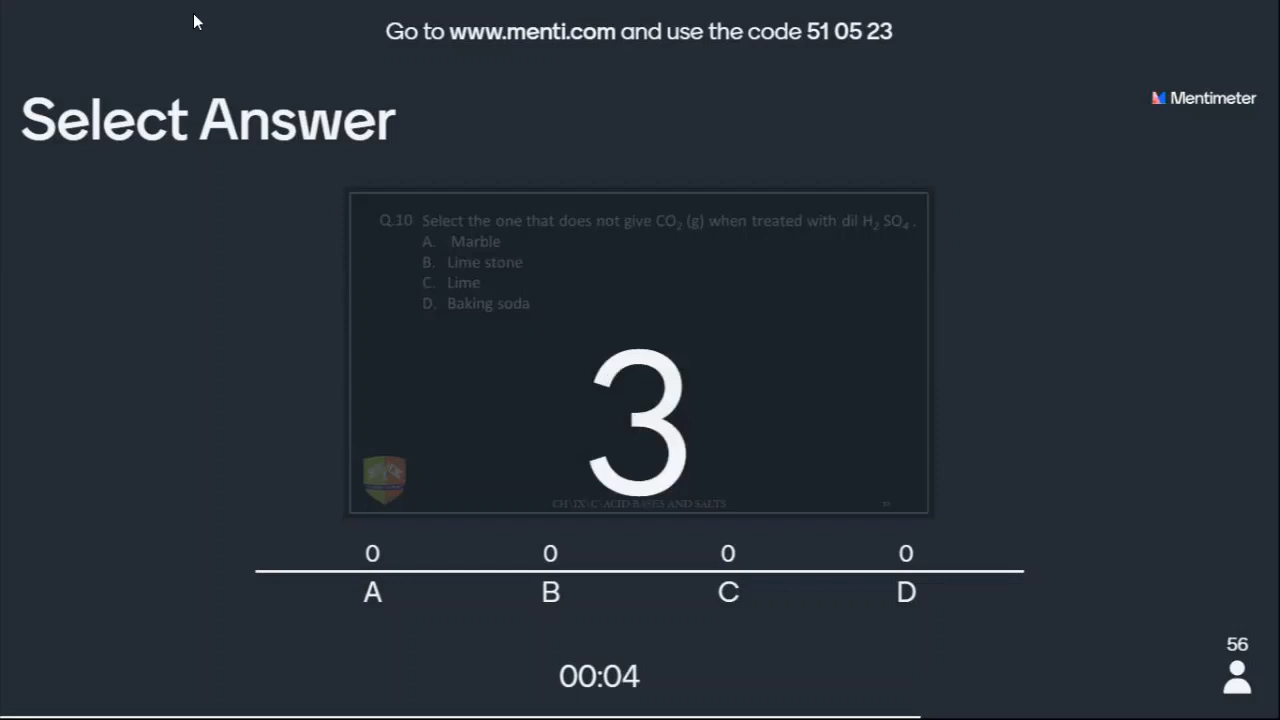 Go to www.menti.com and use the code 51 05 23
Mentimeter
Select Answer
Q.10 Select the one that does not give CO₂ (g) when treated with dil H₂ SO₄ .
A. Marble
B. Lime stone
C. Lime
D. Baking soda
3
CH\IX\C\ACID BASES AND SALTS
0 0 0 0
A B C D
56
00:04